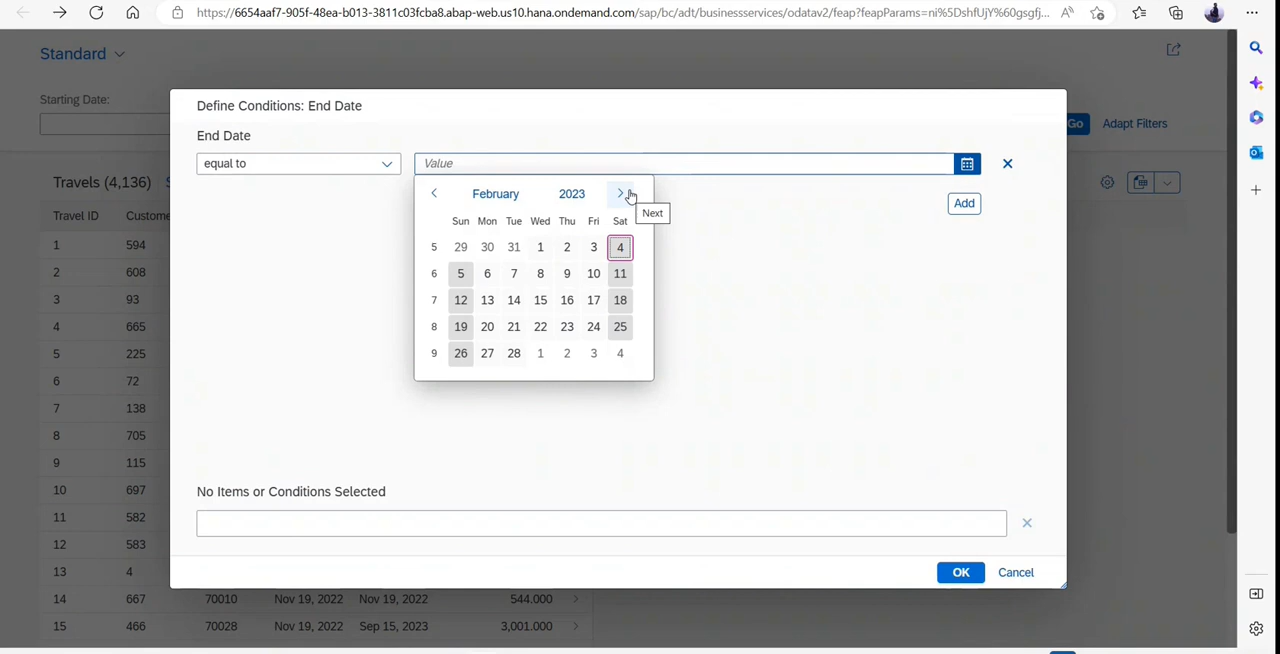 https://6654aaf7-905f-48ea-b013-3811c03fcba8.abap-web.us10.hana.ondemand.com/sap/bc/adt/businessservices/odatav2/feap?feapParams=ni%5DshfUjY%60gsgfj...
Standard
Starting Date:
Go Adapt Filters
Travels (4,136)
Travel ID Custome
1 594
2 608
3 93
4 665
5 225
6 72
7 138
8 705
9 115
10 697
11 582
12 583
13 4
14 667 70010 Nov 19, 2022 Nov 19, 2022 544.000
15 466 70028 Nov 19, 2022 Sep 15, 2023 3,001.000
Define Conditions: End Date
End Date
equal to Value
Add
February 2023
Next
Sun Mon Tue Wed Thu Fri Sat
5 29 30 31 1 2 3 4
6 5 6 7 8 9 10 11
7 12 13 14 15 16 17 18
8 19 20 21 22 23 24 25
9 26 27 28 1 2 3 4
No Items or Conditions Selected
OK Cancel